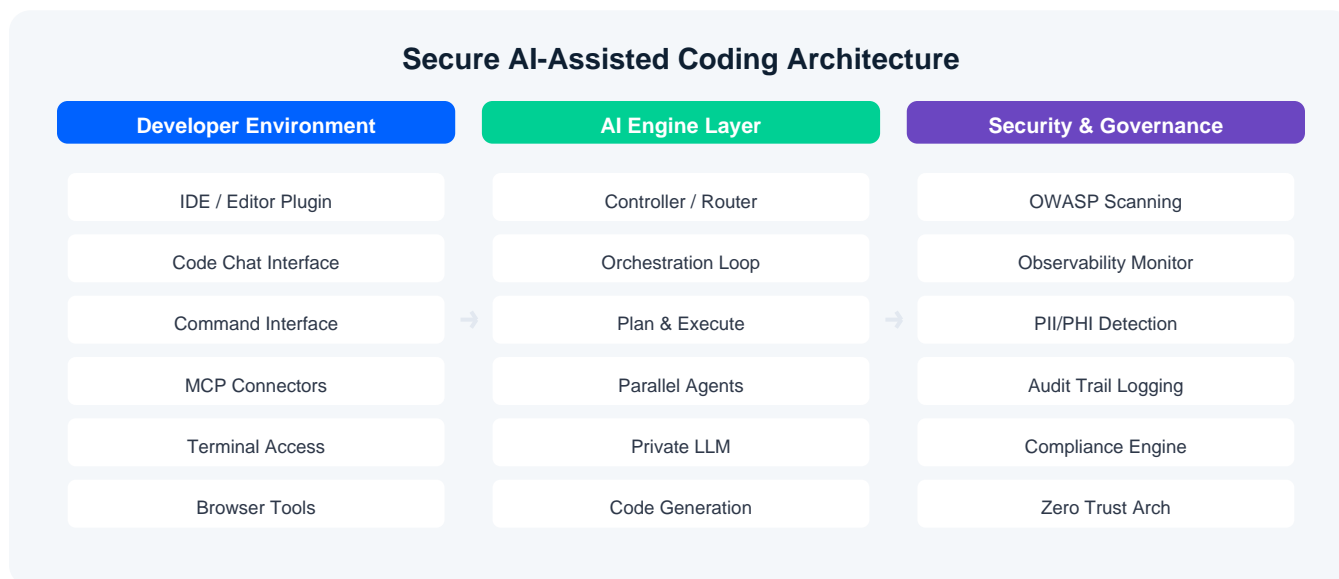 Secure AI-Assisted Coding Architecture
Developer Environment
IDE / Editor Plugin
Code Chat Interface
Command Interface
MCP Connectors
Terminal Access
Browser Tools
AI Engine Layer
Controller / Router
Orchestration Loop
Plan & Execute
Parallel Agents
Private LLM
Code Generation
Security & Governance
OWASP Scanning
Observability Monitor
PII/PHI Detection
Audit Trail Logging
Compliance Engine
Zero Trust Arch